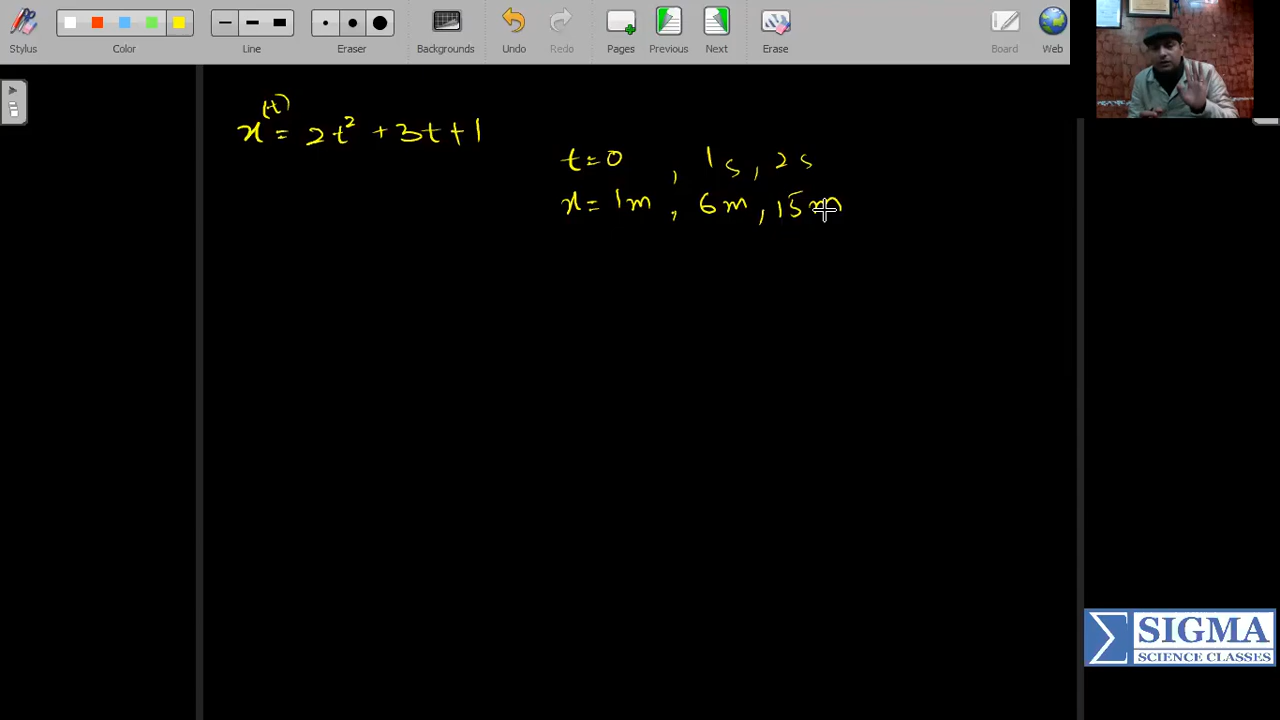 Stylus Color Line Eraser Backgrounds Undo Redo Pages Previous Next Erase Board Web
x(t) = 2t² + 3t + 1
t = 0 , 1s , 2s
x = 1m , 6m , 15m
SIGMA
SCIENCE CLASSES